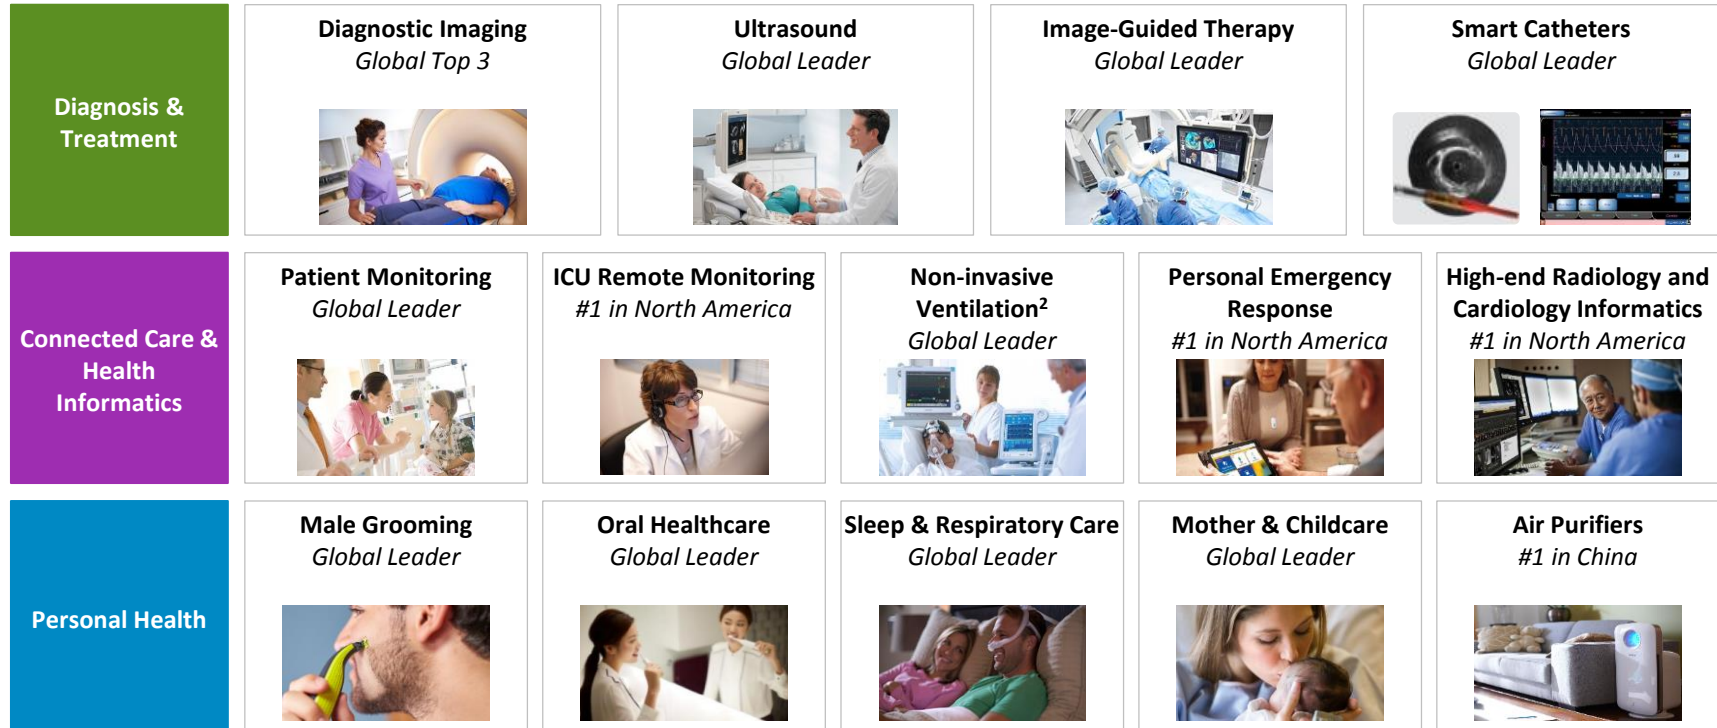 Diagnosis &
Treatment
Diagnostic Imaging
Global Top 3
Ultrasound
Global Leader
Image-Guided Therapy
Global Leader
Smart Catheters
Global Leader
Connected Care &
Health
Informatics
Patient Monitoring
Global Leader
ICU Remote Monitoring
#1 in North America
Non-invasive
Ventilation²
Global Leader
Personal Emergency
Response
#1 in North America
High-end Radiology and
Cardiology Informatics
#1 in North America
Personal Health
Male Grooming
Global Leader
Oral Healthcare
Global Leader
Sleep & Respiratory Care
Global Leader
Mother & Childcare
Global Leader
Air Purifiers
#1 in China